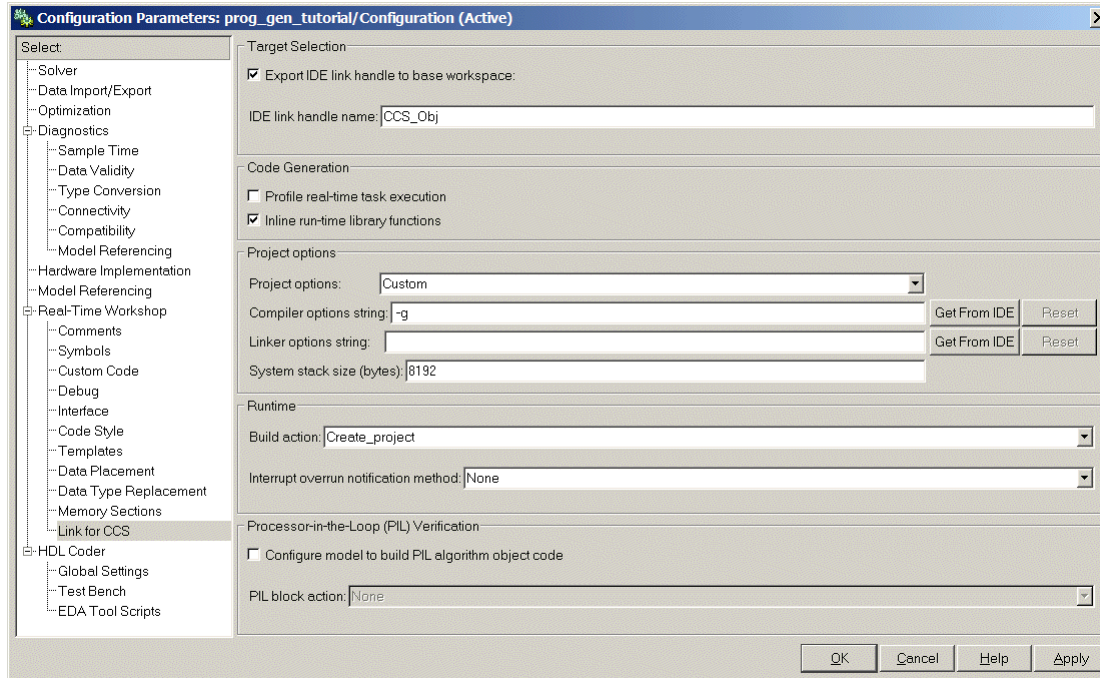 Configuration Parameters: prog_gen_tutorial/Configuration (Active)
Select:
Solver
Data Import/Export
Optimization
Diagnostics
Sample Time
Data Validity
Type Conversion
Connectivity
Compatibility
Model Referencing
Hardware Implementation
Model Referencing
Real-Time Workshop
Comments
Symbols
Custom Code
Debug
Interface
Code Style
Templates
Data Placement
Data Type Replacement
Memory Sections
Link for CCS
HDL Coder
Global Settings
Test Bench
EDA Tool Scripts
Target Selection
Export IDE link handle to base workspace:
IDE link handle name: CCS_Obj
Code Generation
Profile real-time task execution
Inline run-time library functions
Project options
Project options: Custom
Compiler options string: -g Get From IDE Reset
Linker options string: Get From IDE Reset
System stack size (bytes): 8192
Runtime
Build action: Create_project
Interrupt overrun notification method: None
Processor-in-the-Loop (PIL) Verification
Configure model to build PIL algorithm object code
PIL block action: None
OK Cancel Help Apply